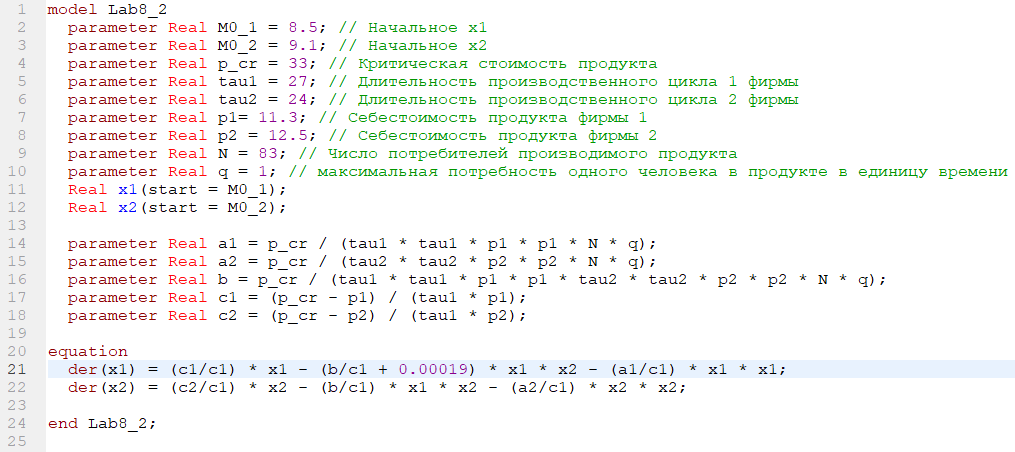 1 model Lab8_2
2 parameter Real M0_1 = 8.5; // Начальное x1
3 parameter Real M0_2 = 9.1; // Начальное x2
4 parameter Real p_cr = 33; // Критическая стоимость продукта
5 parameter Real tau1 = 27; // Длительность производственного цикла 1 фирмы
6 parameter Real tau2 = 24; // Длительность производственного цикла 2 фирмы
7 parameter Real p1= 11.3; // Себестоимость продукта фирмы 1
8 parameter Real p2 = 12.5; // Себестоимость продукта фирмы 2
9 parameter Real N = 83; // Число потребителей производимого продукта
10 parameter Real q = 1; // максимальная потребность одного человека в продукте в единицу времени
11 Real x1(start = M0_1);
12 Real x2(start = M0_2);
13
14 parameter Real a1 = p_cr / (tau1 * tau1 * p1 * p1 * N * q);
15 parameter Real a2 = p_cr / (tau2 * tau2 * p2 * p2 * N * q);
16 parameter Real b = p_cr / (tau1 * tau1 * p1 * p1 * tau2 * tau2 * p2 * p2 * N * q);
17 parameter Real c1 = (p_cr - p1) / (tau1 * p1);
18 parameter Real c2 = (p_cr - p2) / (tau1 * p2);
19
20 equation
21 der(x1) = (c1/c1) * x1 - (b/c1 + 0.00019) * x1 * x2 - (a1/c1) * x1 * x1;
22 der(x2) = (c2/c1) * x2 - (b/c1) * x1 * x2 - (a2/c1) * x2 * x2;
23
24 end Lab8_2;
25